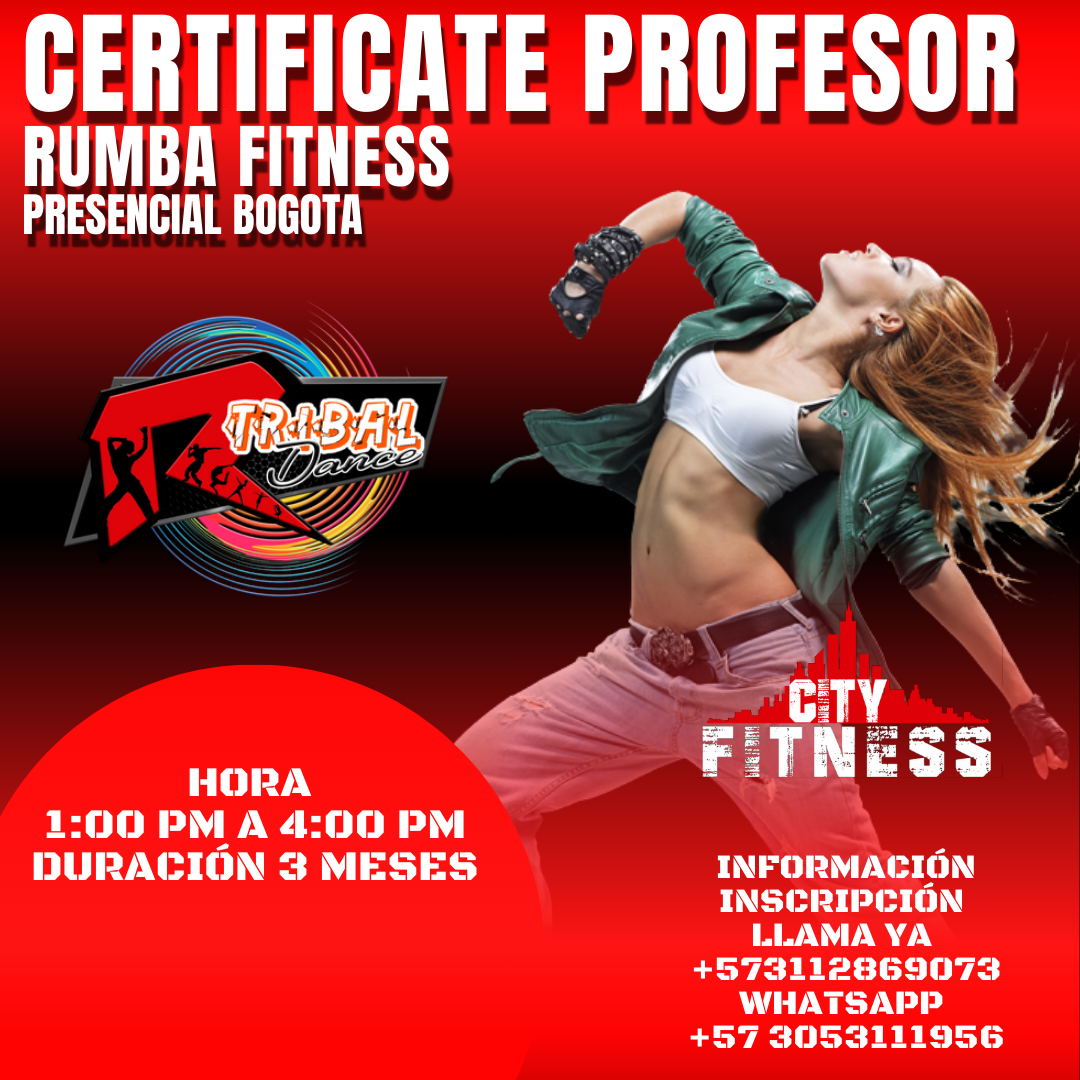 CERTIFICATE PROFESOR
RUMBA FITNESS
PRESENCIAL BOGOTA
TRIBAL
Dance
CITY
FITNESS
HORA
1:00 PM A 4:00 PM
DURACIÓN 3 MESES
INFORMACIÓN
INSCRIPCIÓN
LLAMA YA
+573112869073
WHATSAPP
+57 3053111956